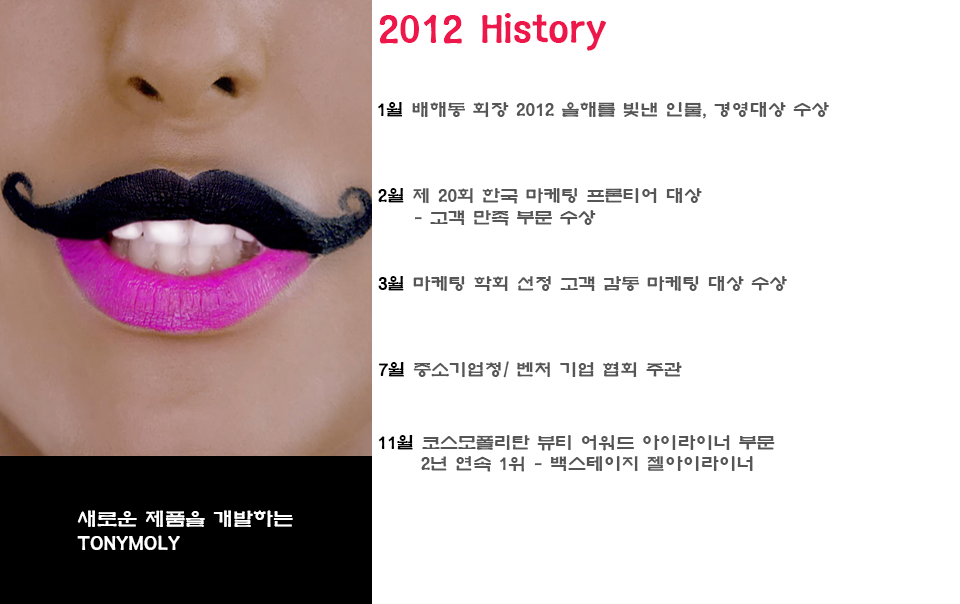 2012 History
1월 배해동 회장 2012 올해를 빛낸 인물, 경영대상 수상
2월 제 20회 한국 마케팅 프론티어 대상
- 고객 만족 부문 수상
3월 마케팅 학회 선정 고객 감동 마케팅 대상 수상
7월 중소기업청/ 벤처 기업 협회 주관
11월 코스모폴리탄 뷰티 어워드 아이라이너 부문
2년 연속 1위 - 백스테이지 젤아이라이너
새로운 제품을 개발하는
TONYMOLY